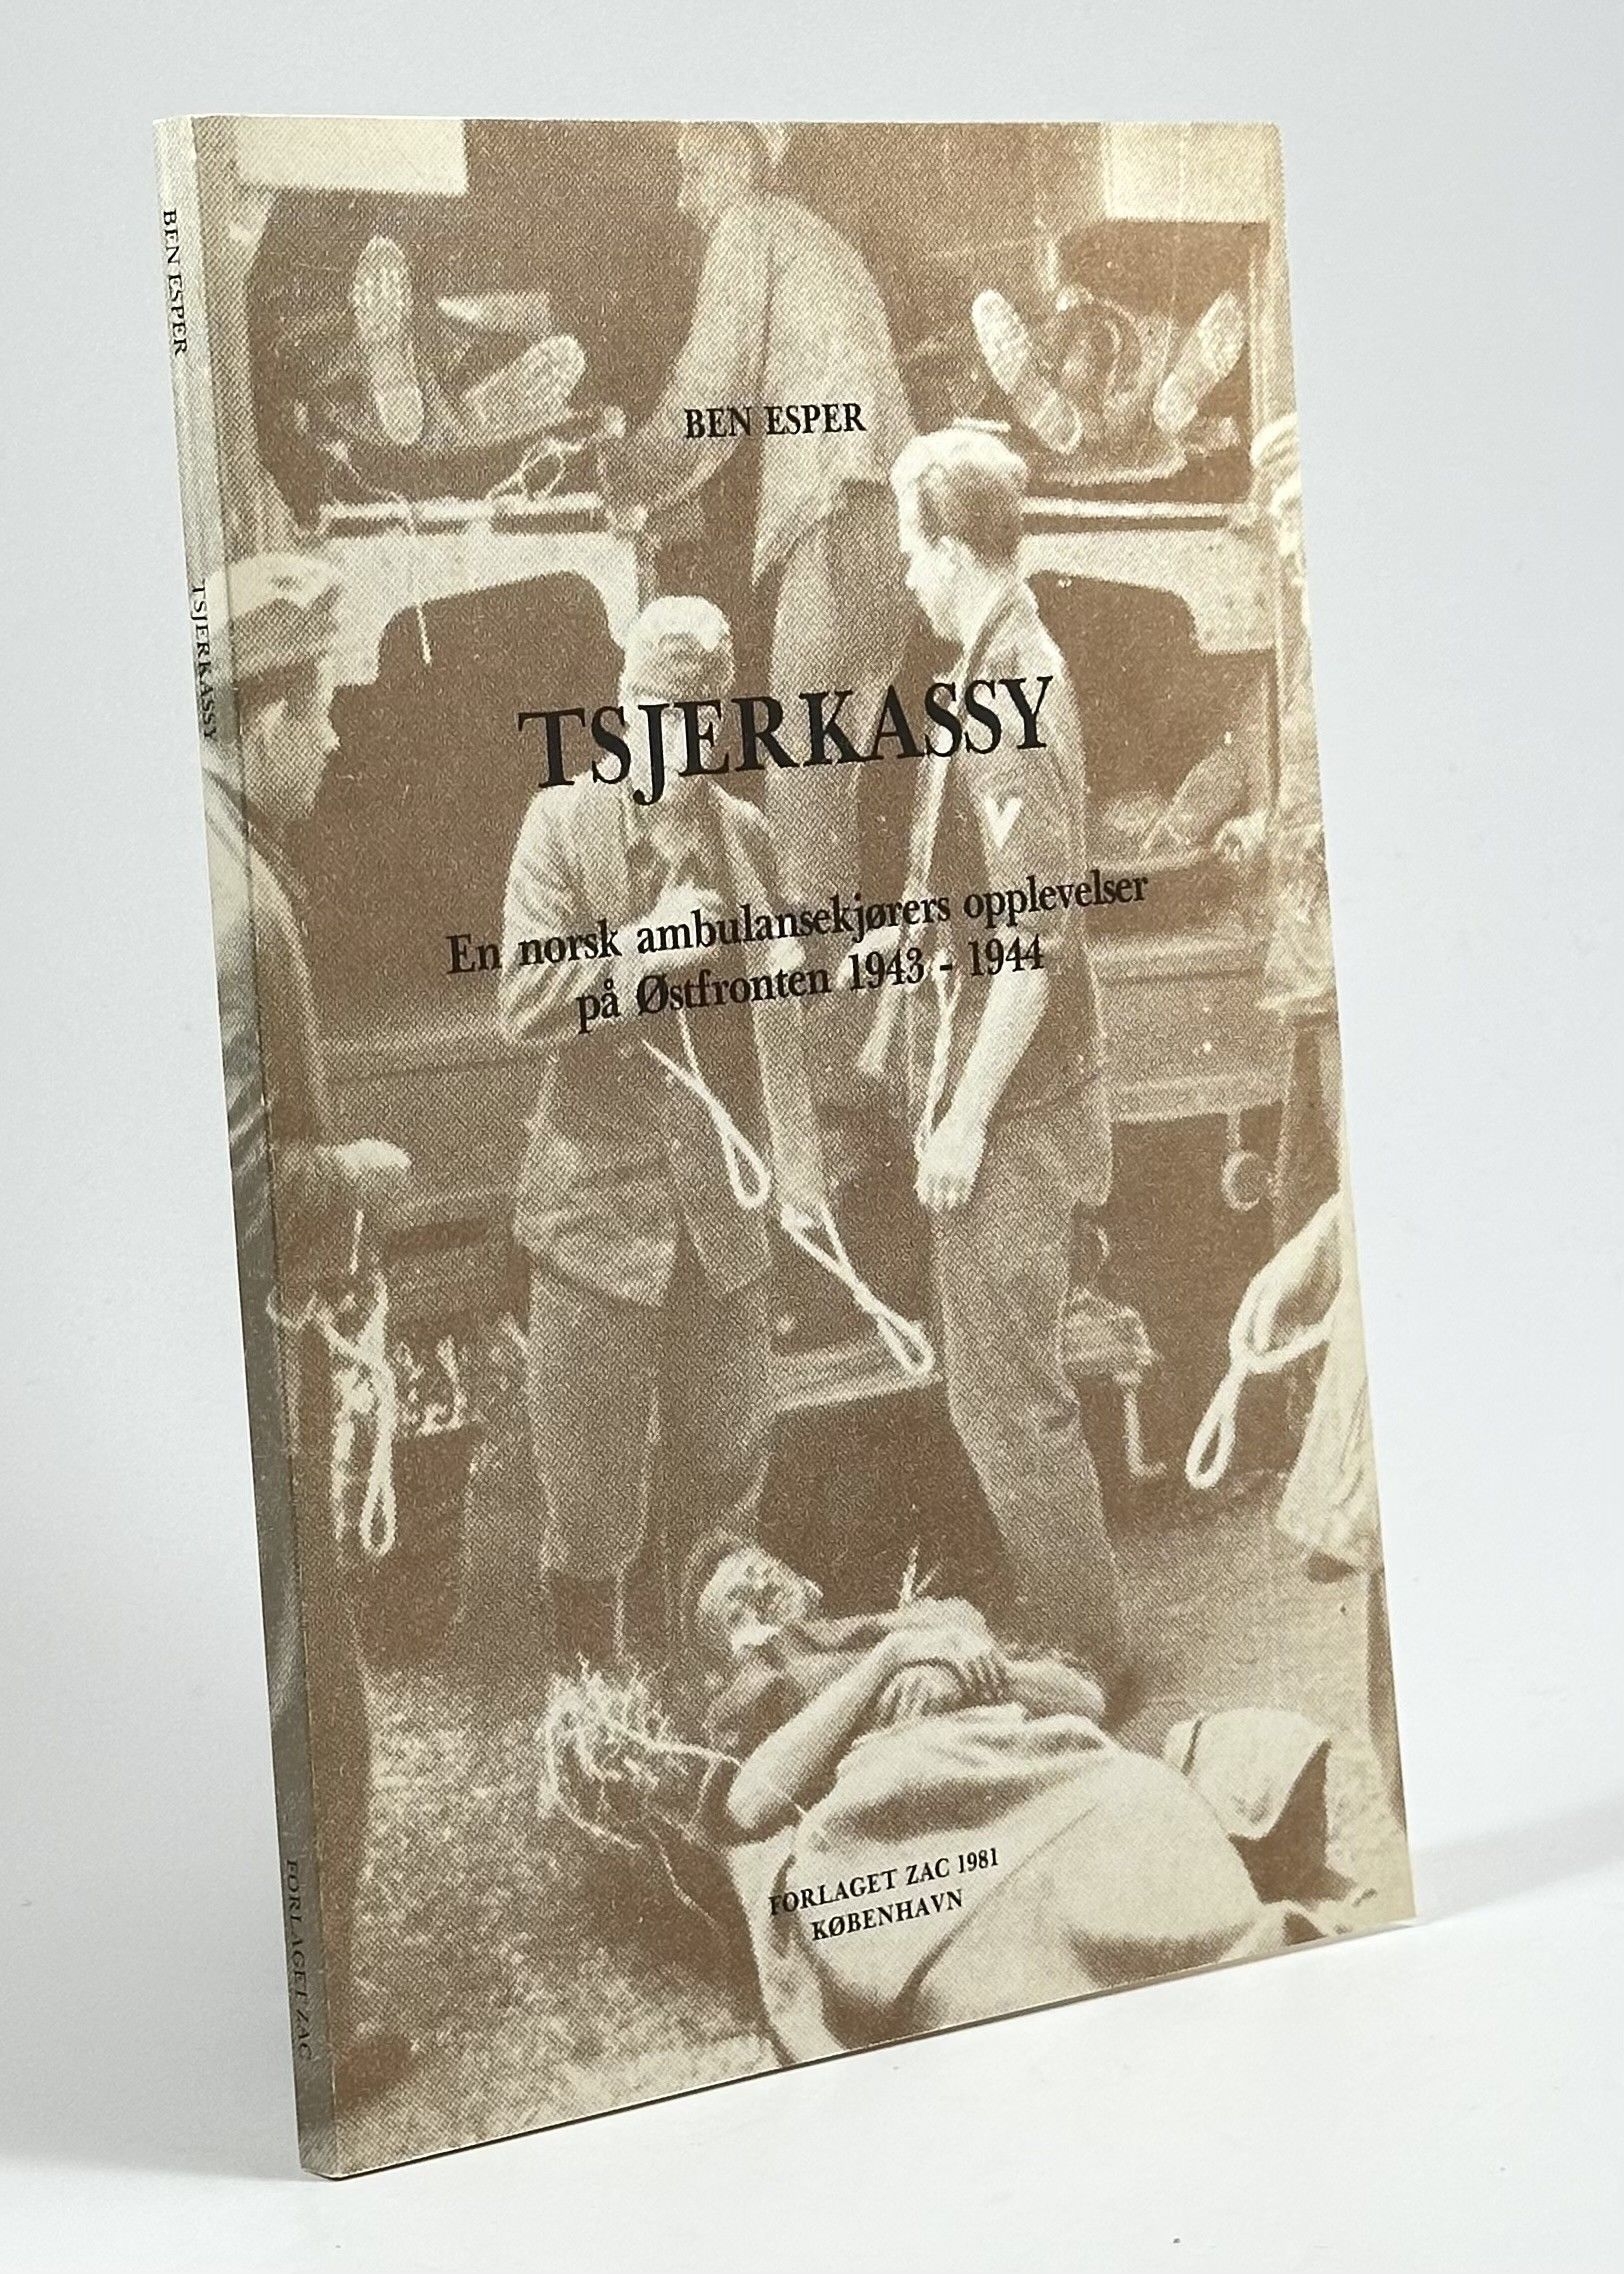 BEN ESPER
TSJERKASSY
En norsk ambulansekjørers opplevelser
på Østfronten 1943 - 1944
FORLAGET ZAC 1981
KØBENHAVN
BEN ESPER
TSJERKASSY
FORLAGET ZAC